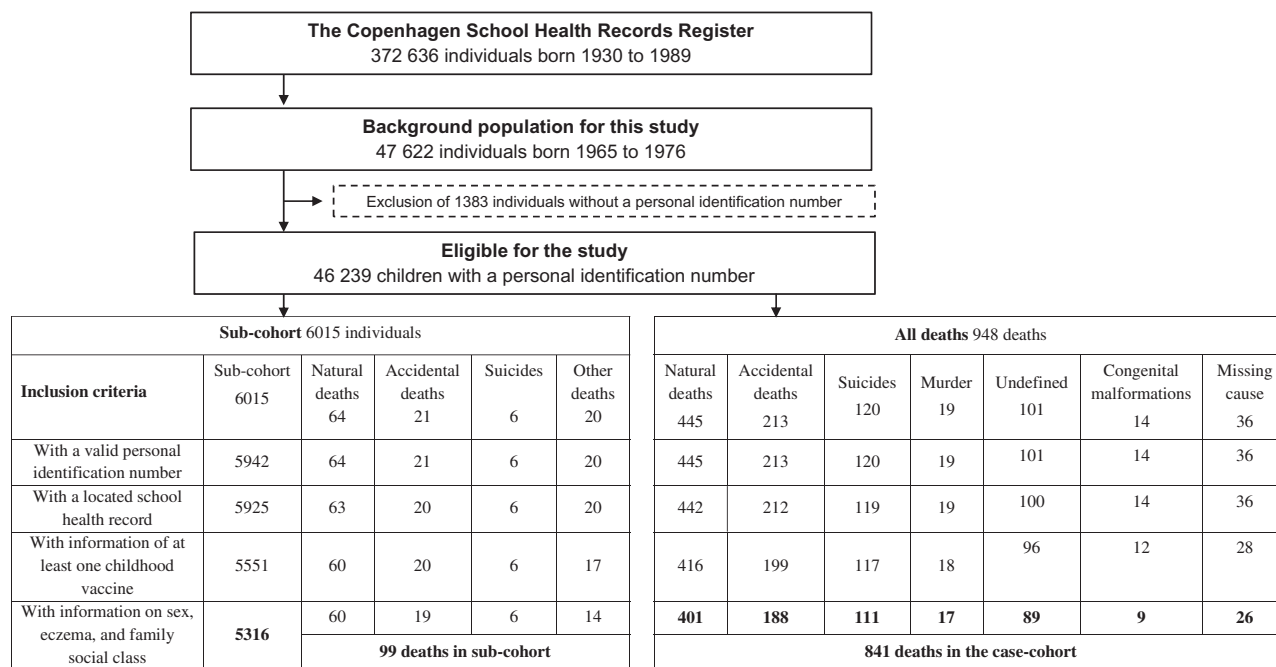 The Copenhagen School Health Records Register
372 636 individuals born 1930 to 1989
Background population for this study
47 622 individuals born 1965 to 1976
Exclusion of 1383 individuals without a personal identification number
Eligible for the study
46 239 children with a personal identification number
Sub-cohort 6015 individuals
Inclusion criteria
Sub-cohort
6015
Natural
deaths
64
Accidental
deaths
21
Suicides
6
Other
deaths
20
With a valid personal
identification number
5942 64 21 6 20
With a located school
health record
5925 63 20 6 20
With information of at
least one childhood
vaccine
5551 60 20 6 17
With information on sex,
eczema, and family
social class
5316 60 19 6 14
99 deaths in sub-cohort
All deaths 948 deaths
Natural
deaths
445
Accidental
deaths
213
Suicides
120
Murder
19
Undefined
101
Congenital
malformations
14
Missing
cause
36
445 213 120 19 101 14 36
442 212 119 19 100 14 36
416 199 117 18 96 12 28
401 188 111 17 89 9 26
841 deaths in the case-cohort